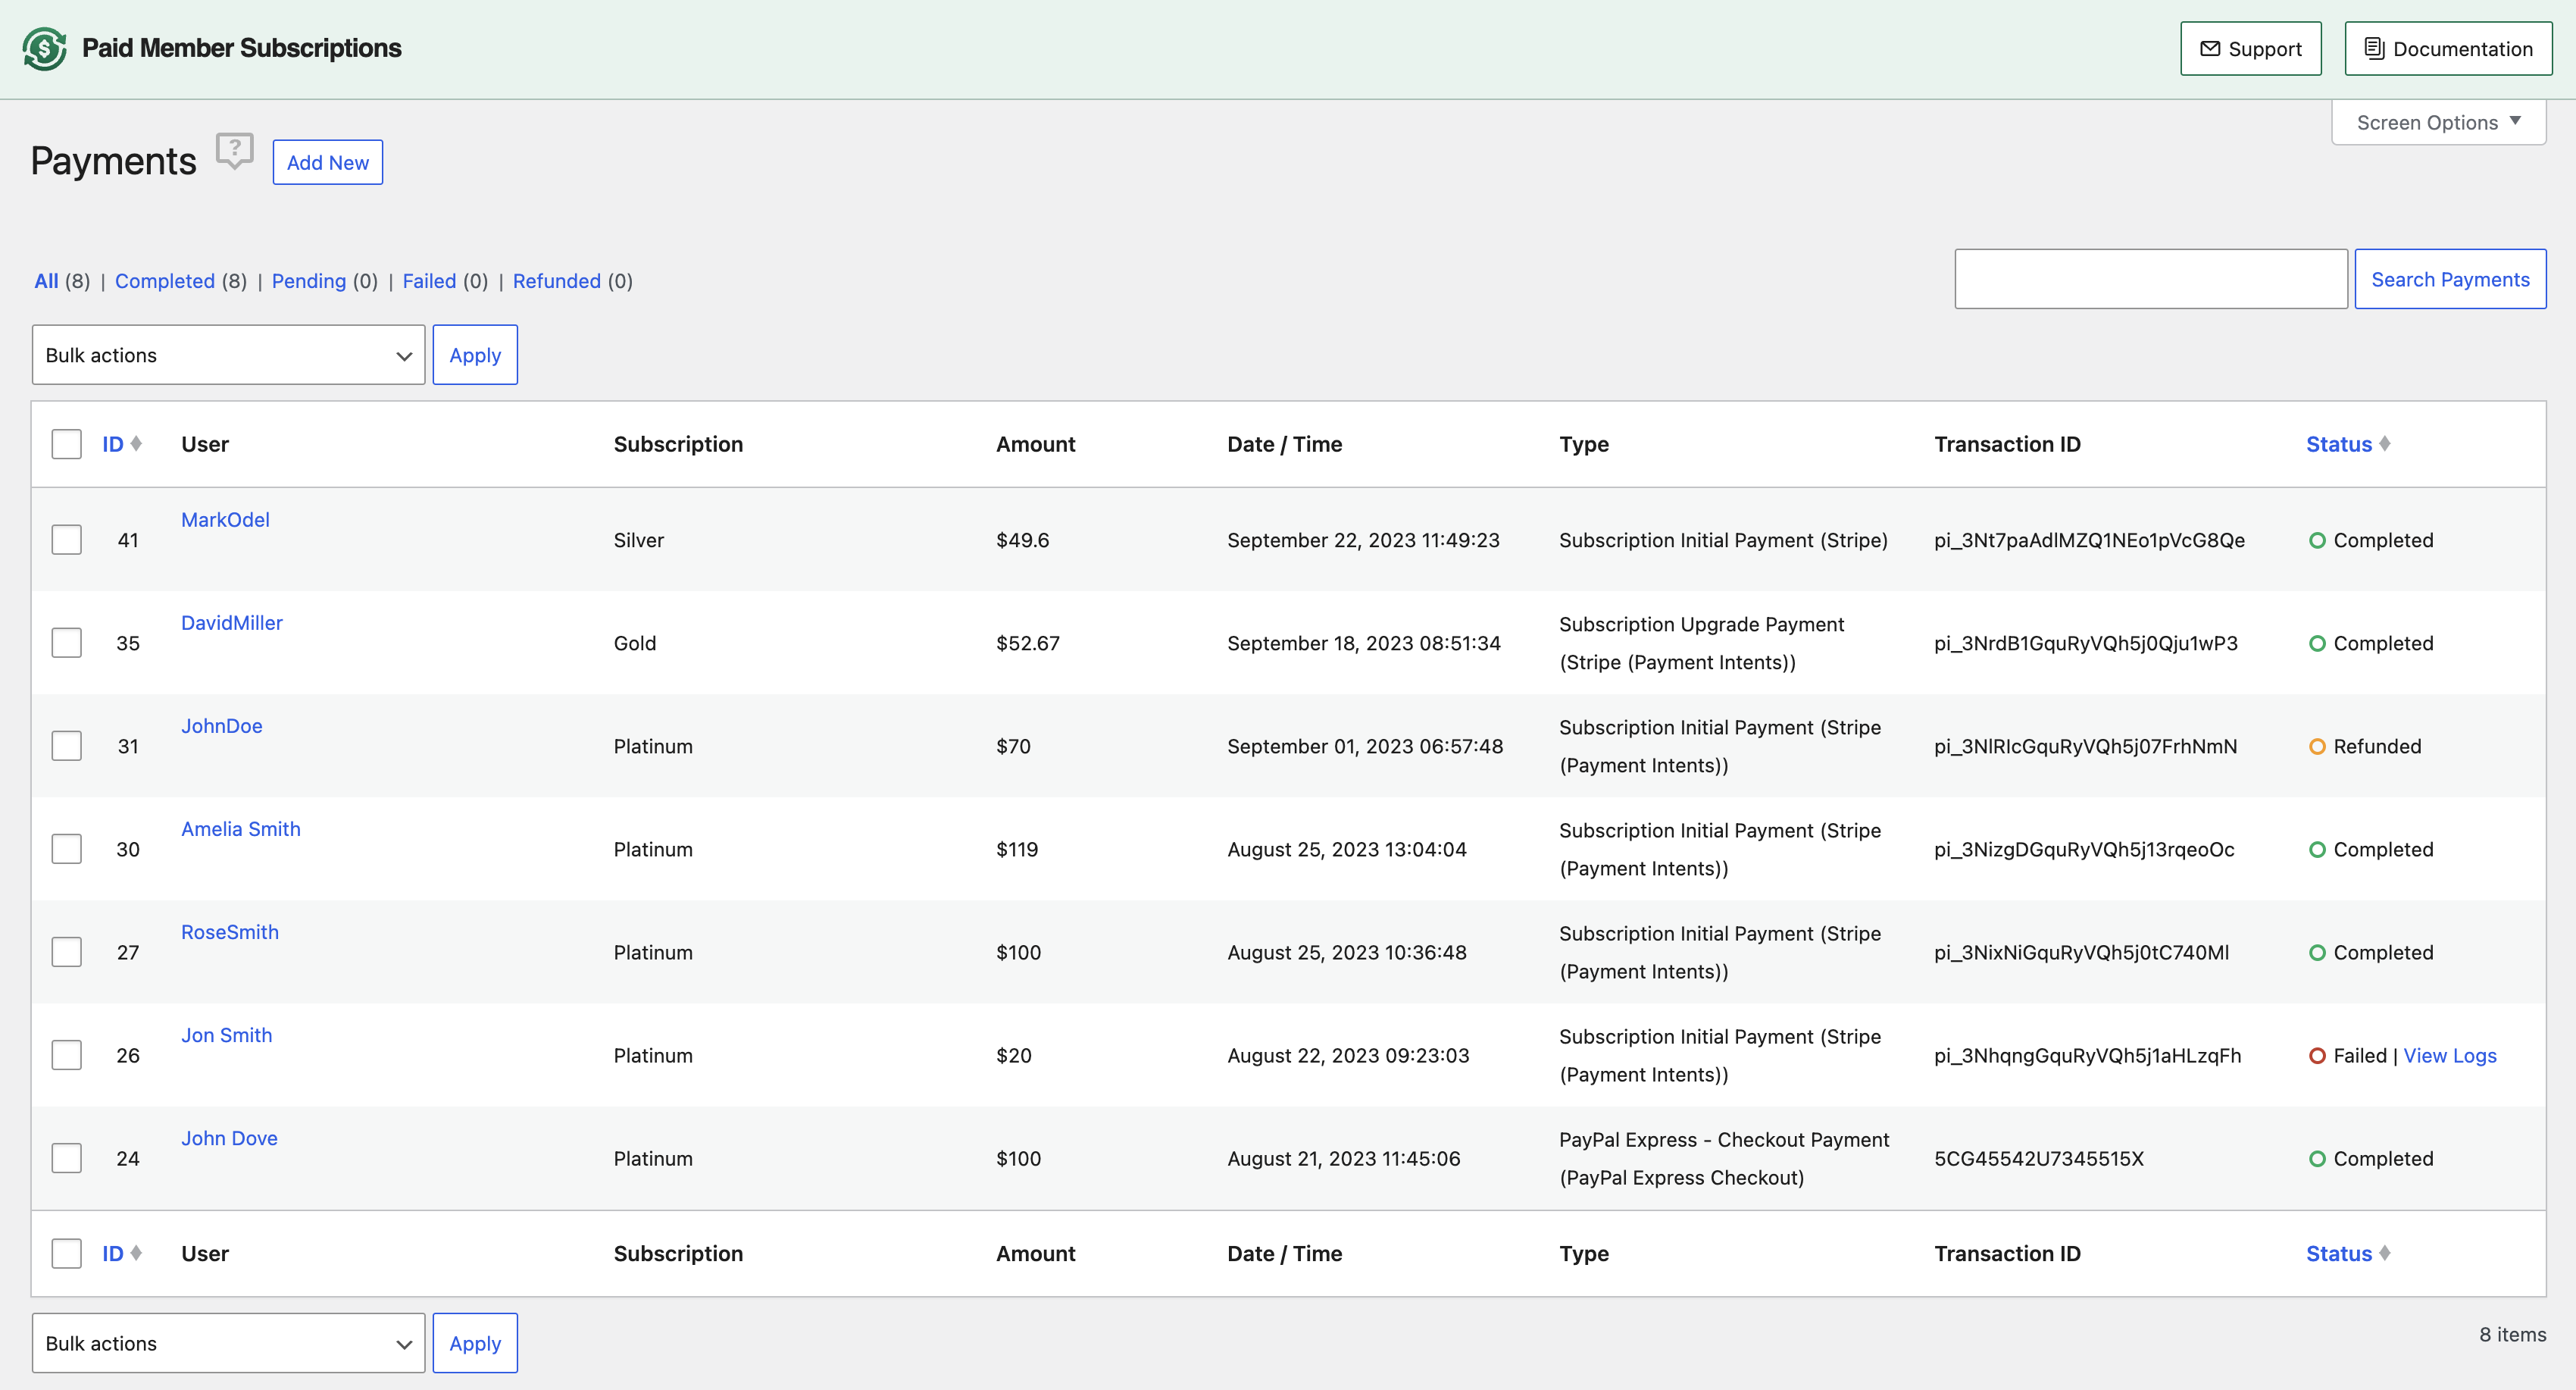 Paid Member Subscriptions
Support
Documentation
Screen Options
Payments ? Add New
All (8) | Completed (8) | Pending (0) | Failed (0) | Refunded (0)
Search Payments
Bulk actions Apply
ID User Subscription Amount Date / Time Type Transaction ID Status
41 MarkOdel Silver $49.6 September 22, 2023 11:49:23 Subscription Initial Payment (Stripe) pi_3Nt7paAdlMZQ1NEo1pVcG8Qe Completed
35 DavidMiller Gold $52.67 September 18, 2023 08:51:34 Subscription Upgrade Payment
(Stripe (Payment Intents)) pi_3NrdB1GquRyVQh5j0Qju1wP3 Completed
31 JohnDoe Platinum $70 September 01, 2023 06:57:48 Subscription Initial Payment (Stripe
(Payment Intents)) pi_3NlRIcGquRyVQh5j07FrhNmN Refunded
30 Amelia Smith Platinum $119 August 25, 2023 13:04:04 Subscription Initial Payment (Stripe
(Payment Intents)) pi_3NizgDGquRyVQh5j13rqeoOc Completed
27 RoseSmith Platinum $100 August 25, 2023 10:36:48 Subscription Initial Payment (Stripe
(Payment Intents)) pi_3NixNiGquRyVQh5j0tC740Ml Completed
26 Jon Smith Platinum $20 August 22, 2023 09:23:03 Subscription Initial Payment (Stripe
(Payment Intents)) pi_3NhqngGquRyVQh5j1aHLzqFh Failed | View Logs
24 John Dove Platinum $100 August 21, 2023 11:45:06 PayPal Express - Checkout Payment
(PayPal Express Checkout) 5CG45542U7345515X Completed
ID User Subscription Amount Date / Time Type Transaction ID Status
Bulk actions Apply
8 items